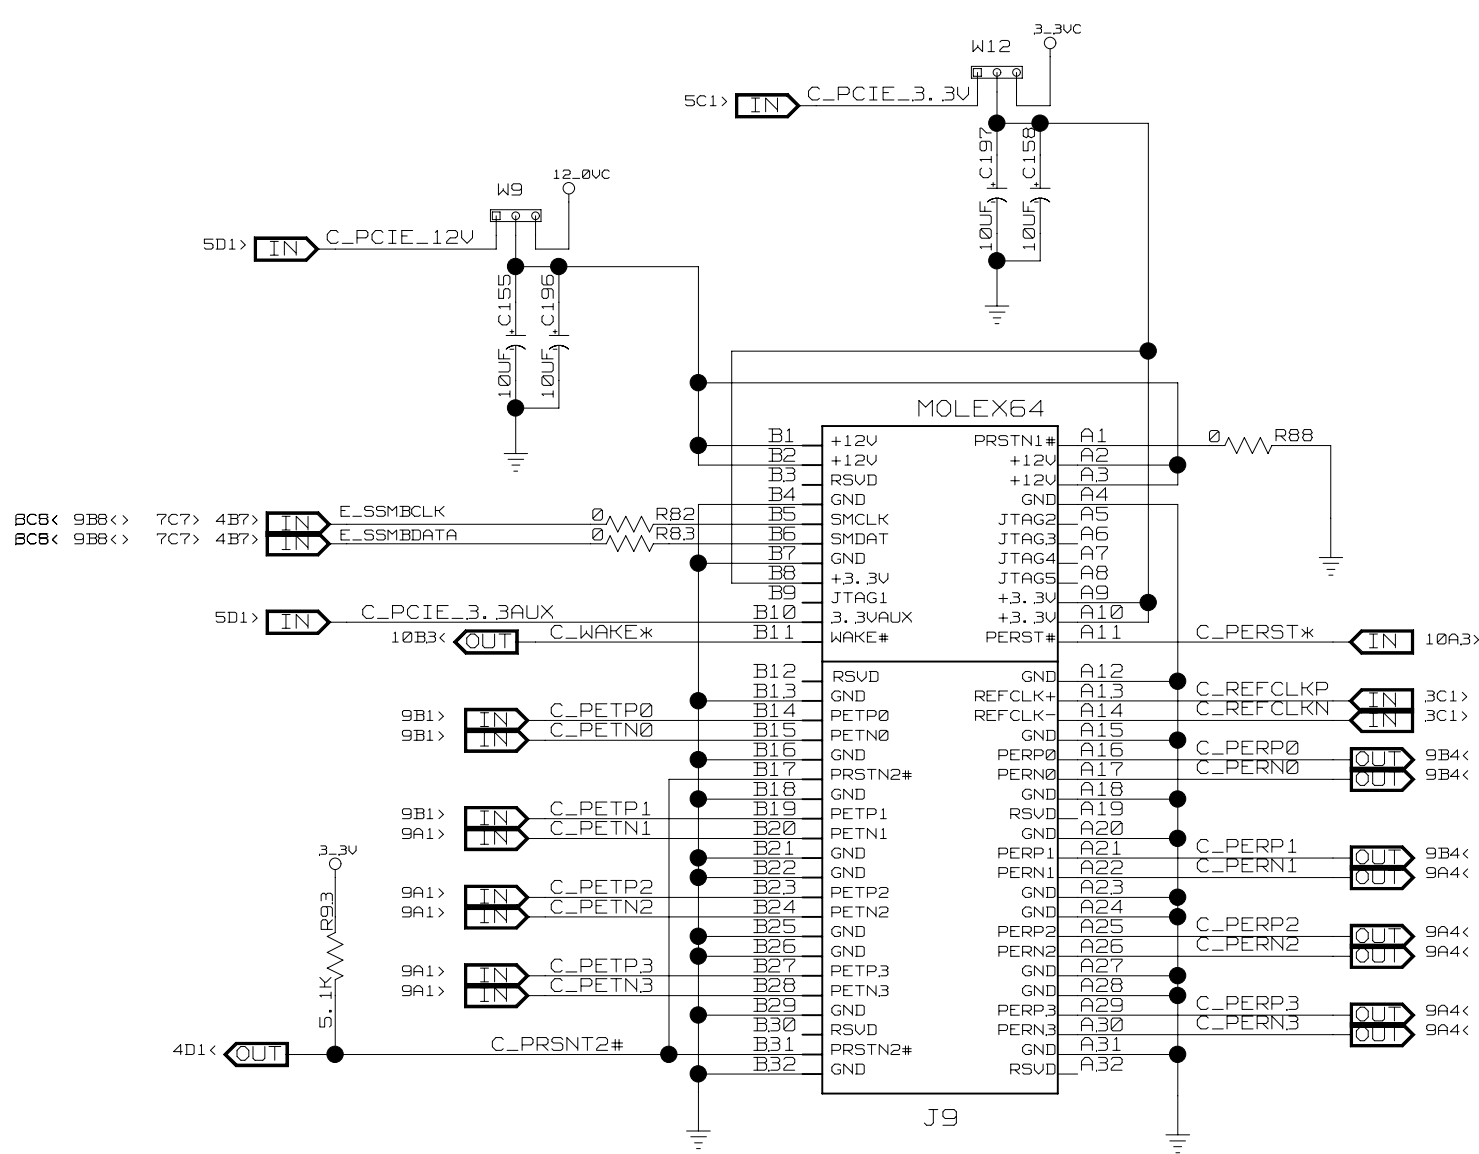 3_3VC
W12
5C1> IN C_PCIE_3.3V
C197
C158
10UF
10UF
12_0VC
W9
5D1> IN C_PCIE_12V
C155
C196
10UF
10UF
MOLEX64
B1 +12V PRSTN1# A1 0 R88
B2 +12V +12V A2
B3 RSVD +12V A3
B4 GND GND A4
9B8<> 7C7> 4B7> IN E_SSMBCLK 0 R82 B5 SMCLK JTAG2 A5
9B8<> 7C7> 4B7> IN E_SSMBDATA 0 R83 B6 SMDAT JTAG3 A6
B7 GND JTAG4 A7
B8 +3.3V JTAG5 A8
B9 JTAG1 +3.3V A9
5D1> IN C_PCIE_3.3AUX B10 3.3VAUX +3.3V A10
10B3< OUT C_WAKE* B11 WAKE# PERST# A11 C_PERST* IN 10A3>
B12 RSVD GND A12
B13 GND REFCLK+ A13 C_REFCLKP IN 3C1>
9B1> IN C_PETP0 B14 PETP0 REFCLK- A14 C_REFCLKN IN 3C1>
9B1> IN C_PETN0 B15 PETN0 GND A15
B16 GND PERP0 A16 C_PERP0 OUT 9B4<
B17 PRSTN2# PERN0 A17 C_PERN0 OUT 9B4<
B18 GND GND A18
9B1> IN C_PETP1 B19 PETP1 RSVD A19
9A1> IN C_PETN1 B20 PETN1 GND A20
B21 GND PERP1 A21 C_PERP1 OUT 9B4<
B22 GND PERN1 A22 C_PERN1 OUT 9A4<
9A1> IN C_PETP2 B23 PETP2 GND A23
9A1> IN C_PETN2 B24 PETN2 GND A24
B25 GND PERP2 A25 C_PERP2 OUT 9A4<
B26 GND PERN2 A26 C_PERN2 OUT 9A4<
9A1> IN C_PETP3 B27 PETP3 GND A27
9A1> IN C_PETN3 B28 PETN3 GND A28
B29 GND PERP3 A29 C_PERP3 OUT 9A4<
B30 RSVD PERN3 A30 C_PERN3 OUT 9A4<
4D1< OUT C_PRSNT2# B31 PRSTN2# GND A31
B32 GND RSVD A32
3_3V
R93
5.1K
J9